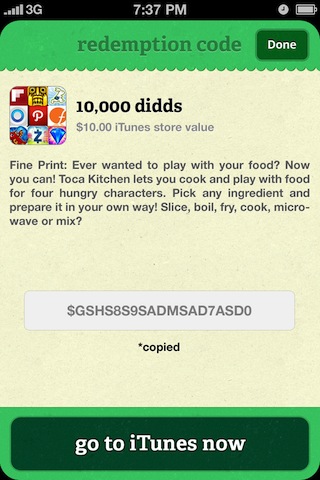 3G 7:37 PM
redemption code Done
10,000 didds
$10.00 iTunes store value
Fine Print: Ever wanted to play with your food? Now
you can! Toca Kitchen lets you cook and play with food
for four hungry characters. Pick any ingredient and
prepare it in your own way! Slice, boil, fry, cook, micro-
wave or mix?
$GSHS8S9SADMSAD7ASD0
*copied
go to iTunes now